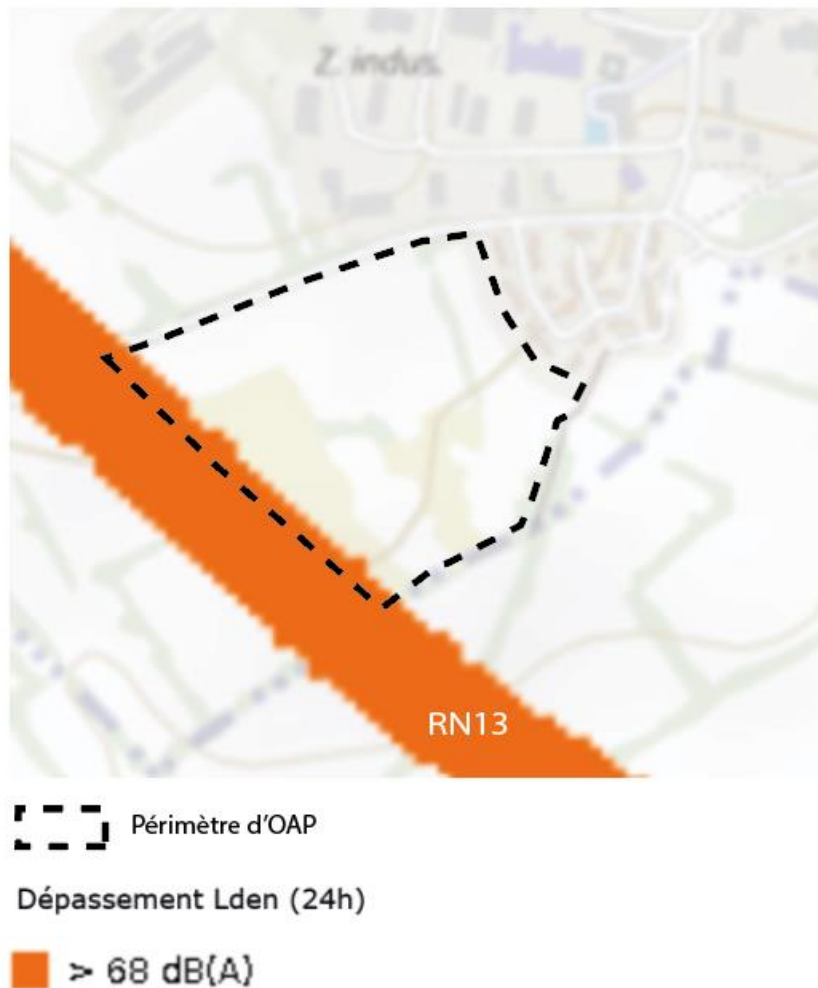 Z. indus.
RN13
Périmètre d'OAP
Dépassement Lden (24h)
> 68 dB(A)